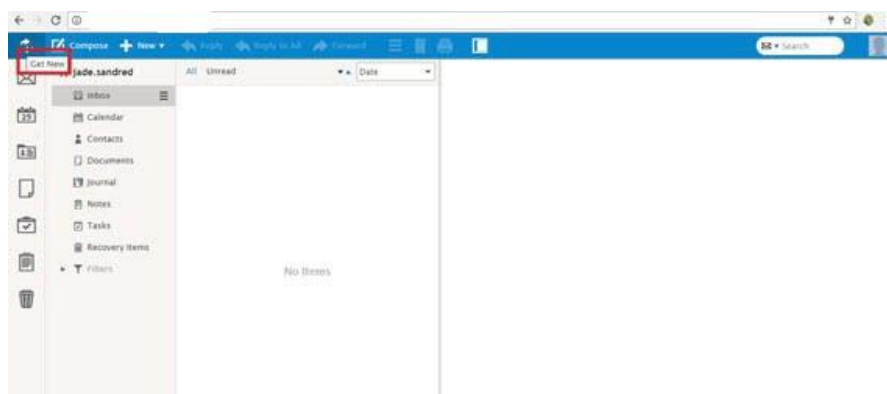 Compose New Reply Reply to All Forward Search
Get New
jade.sandred All Unread Date
Inbox
25 Calendar
Contacts
Documents
Journal
Notes
Tasks
Recovery Items
Filters
No Items